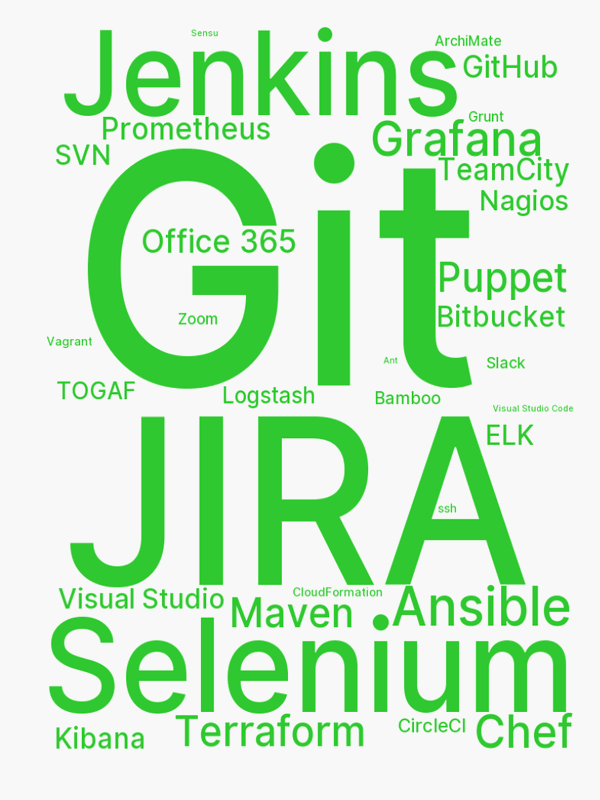 Sensu
Jenkins
ArchiMate
GitHub
Grunt
Prometheus
Grafana
SVN
TeamCity
Git
Nagios
Office 365
Puppet
Zoom
Bitbucket
Vagrant
Ant
Slack
TOGAF
Logstash
Bamboo
Visual Studio Code
JIRA
ELK
ssh
Visual Studio
CloudFormation
Maven
Ansible
Selenium
Kibana
Terraform
CircleCI
Chef